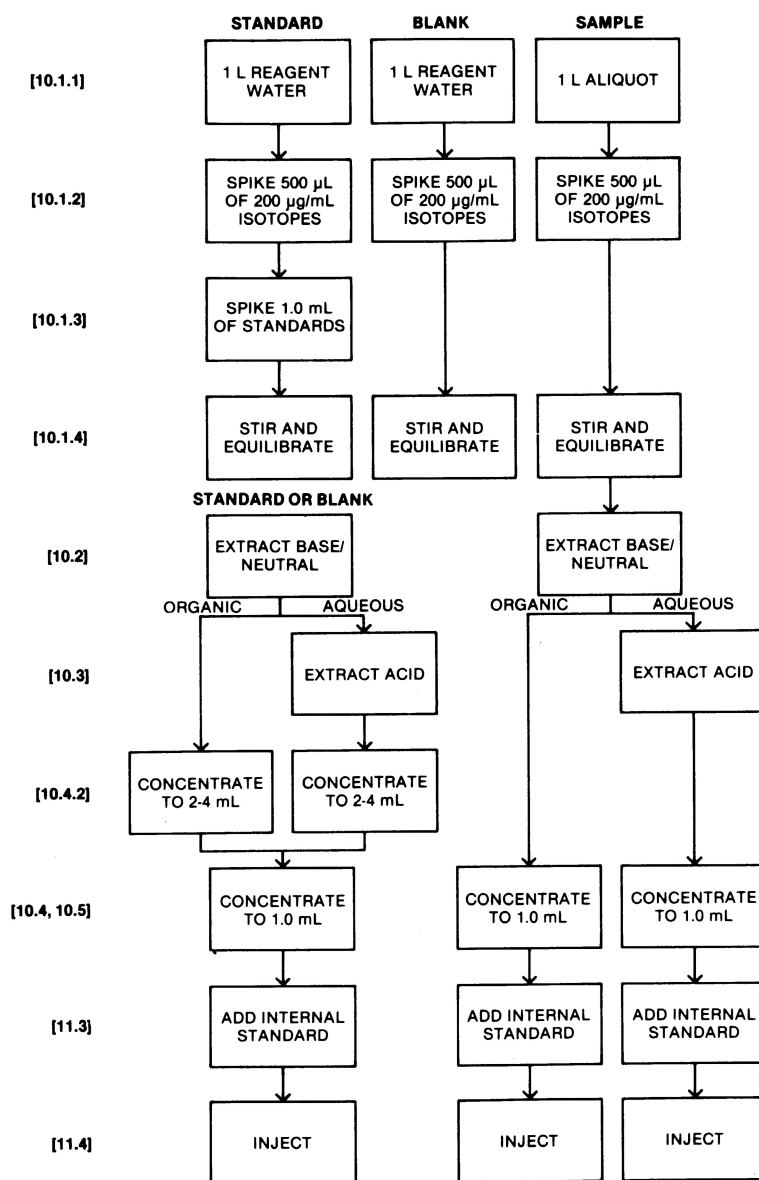 STANDARD BLANK SAMPLE
[10.1.1]
1 L REAGENT
WATER
1 L REAGENT
WATER
1 L ALIQUOT
[10.1.2]
SPIKE 500 µL
OF 200 µg/mL
ISOTOPES
SPIKE 500 µL
OF 200 µg/mL
ISOTOPES
SPIKE 500 µL
OF 200 µg/mL
ISOTOPES
[10.1.3]
SPIKE 1.0 mL
OF STANDARDS
[10.1.4]
STIR AND
EQUILIBRATE
STIR AND
EQUILIBRATE
STIR AND
EQUILIBRATE
STANDARD OR BLANK
[10.2]
EXTRACT BASE/
NEUTRAL
EXTRACT BASE/
NEUTRAL
ORGANIC AQUEOUS
ORGANIC AQUEOUS
[10.3]
EXTRACT ACID
EXTRACT ACID
[10.4.2]
CONCENTRATE
TO 2-4 mL
CONCENTRATE
TO 2-4 mL
[10.4, 10.5]
CONCENTRATE
TO 1.0 mL
CONCENTRATE
TO 1.0 mL
CONCENTRATE
TO 1.0 mL
[11.3]
ADD INTERNAL
STANDARD
ADD INTERNAL
STANDARD
ADD INTERNAL
STANDARD
[11.4]
INJECT
INJECT
INJECT